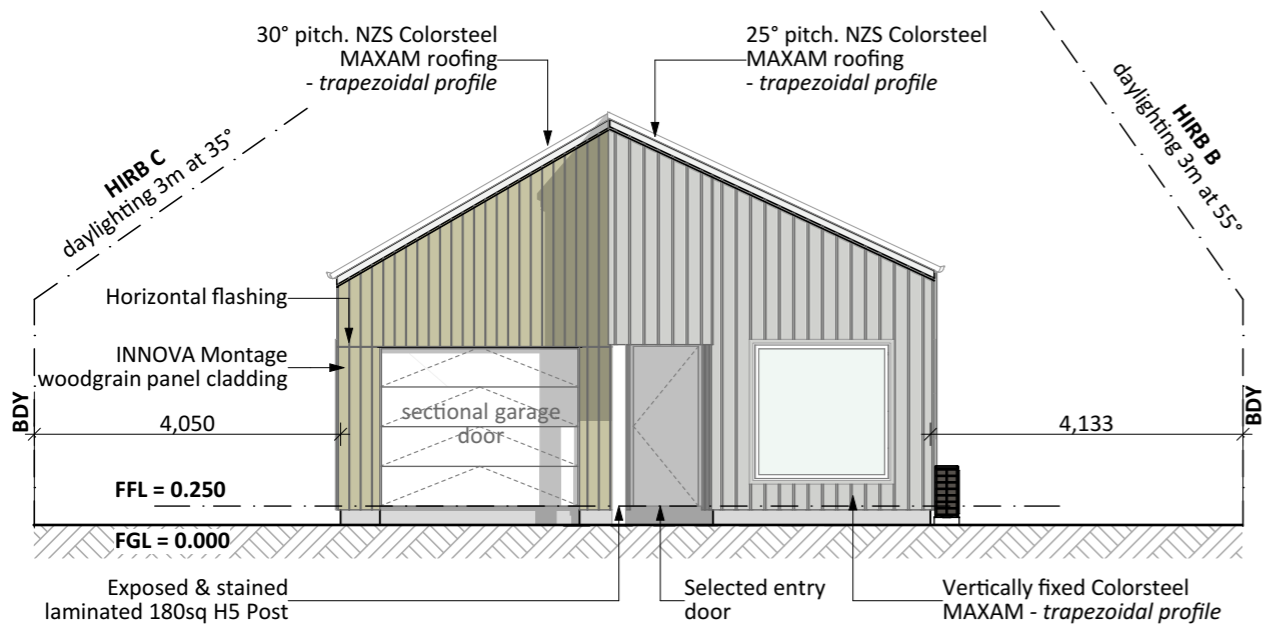 30° pitch. NZS Colorsteel
MAXAM roofing
- trapezoidal profile
25° pitch. NZS Colorsteel
MAXAM roofing
- trapezoidal profile
HIRB C
daylighting 3m at 35°
HIRB B
daylighting 3m at 55°
Horizontal flashing
INNOVA Montage
woodgrain panel cladding
BDY
4,050
sectional garage
door
4,133
BDY
FFL = 0.250
FGL = 0.000
Exposed & stained
laminated 180sq H5 Post
Selected entry
door
Vertically fixed Colorsteel
MAXAM - trapezoidal profile